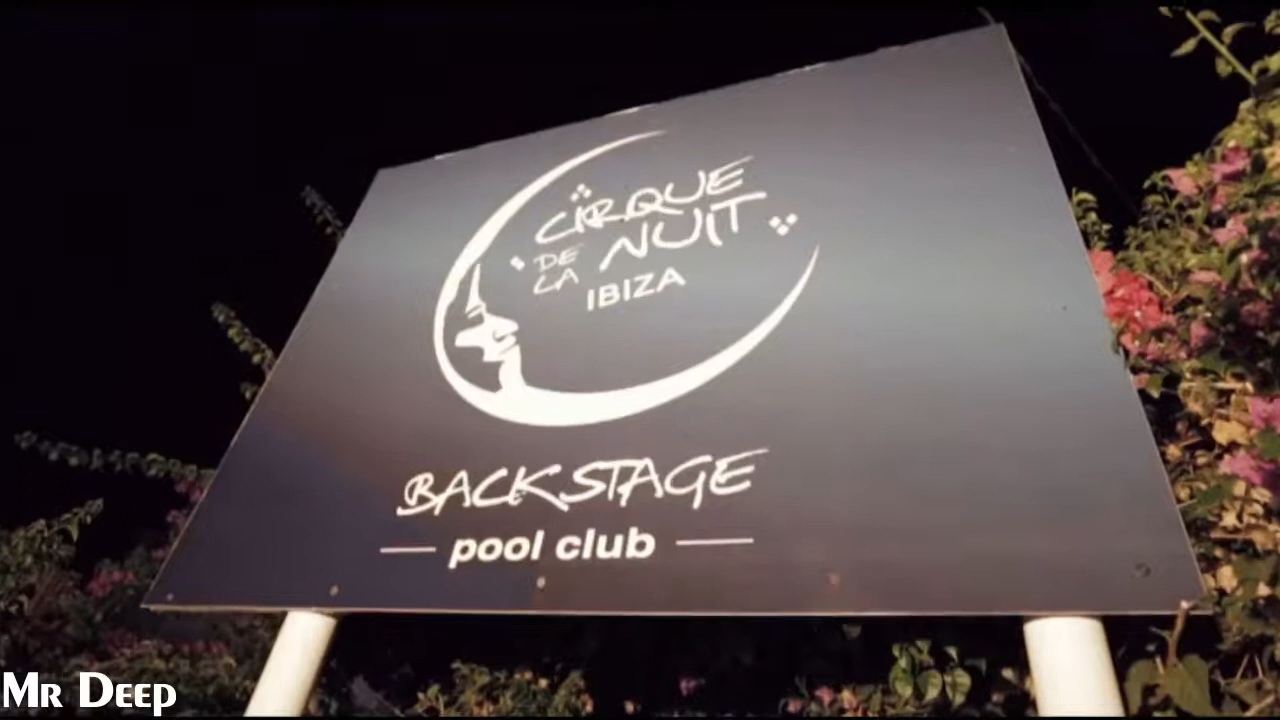 CIRQUE
DE LA NUIT
IBIZA
BACKSTAGE
pool club
MR DEEP